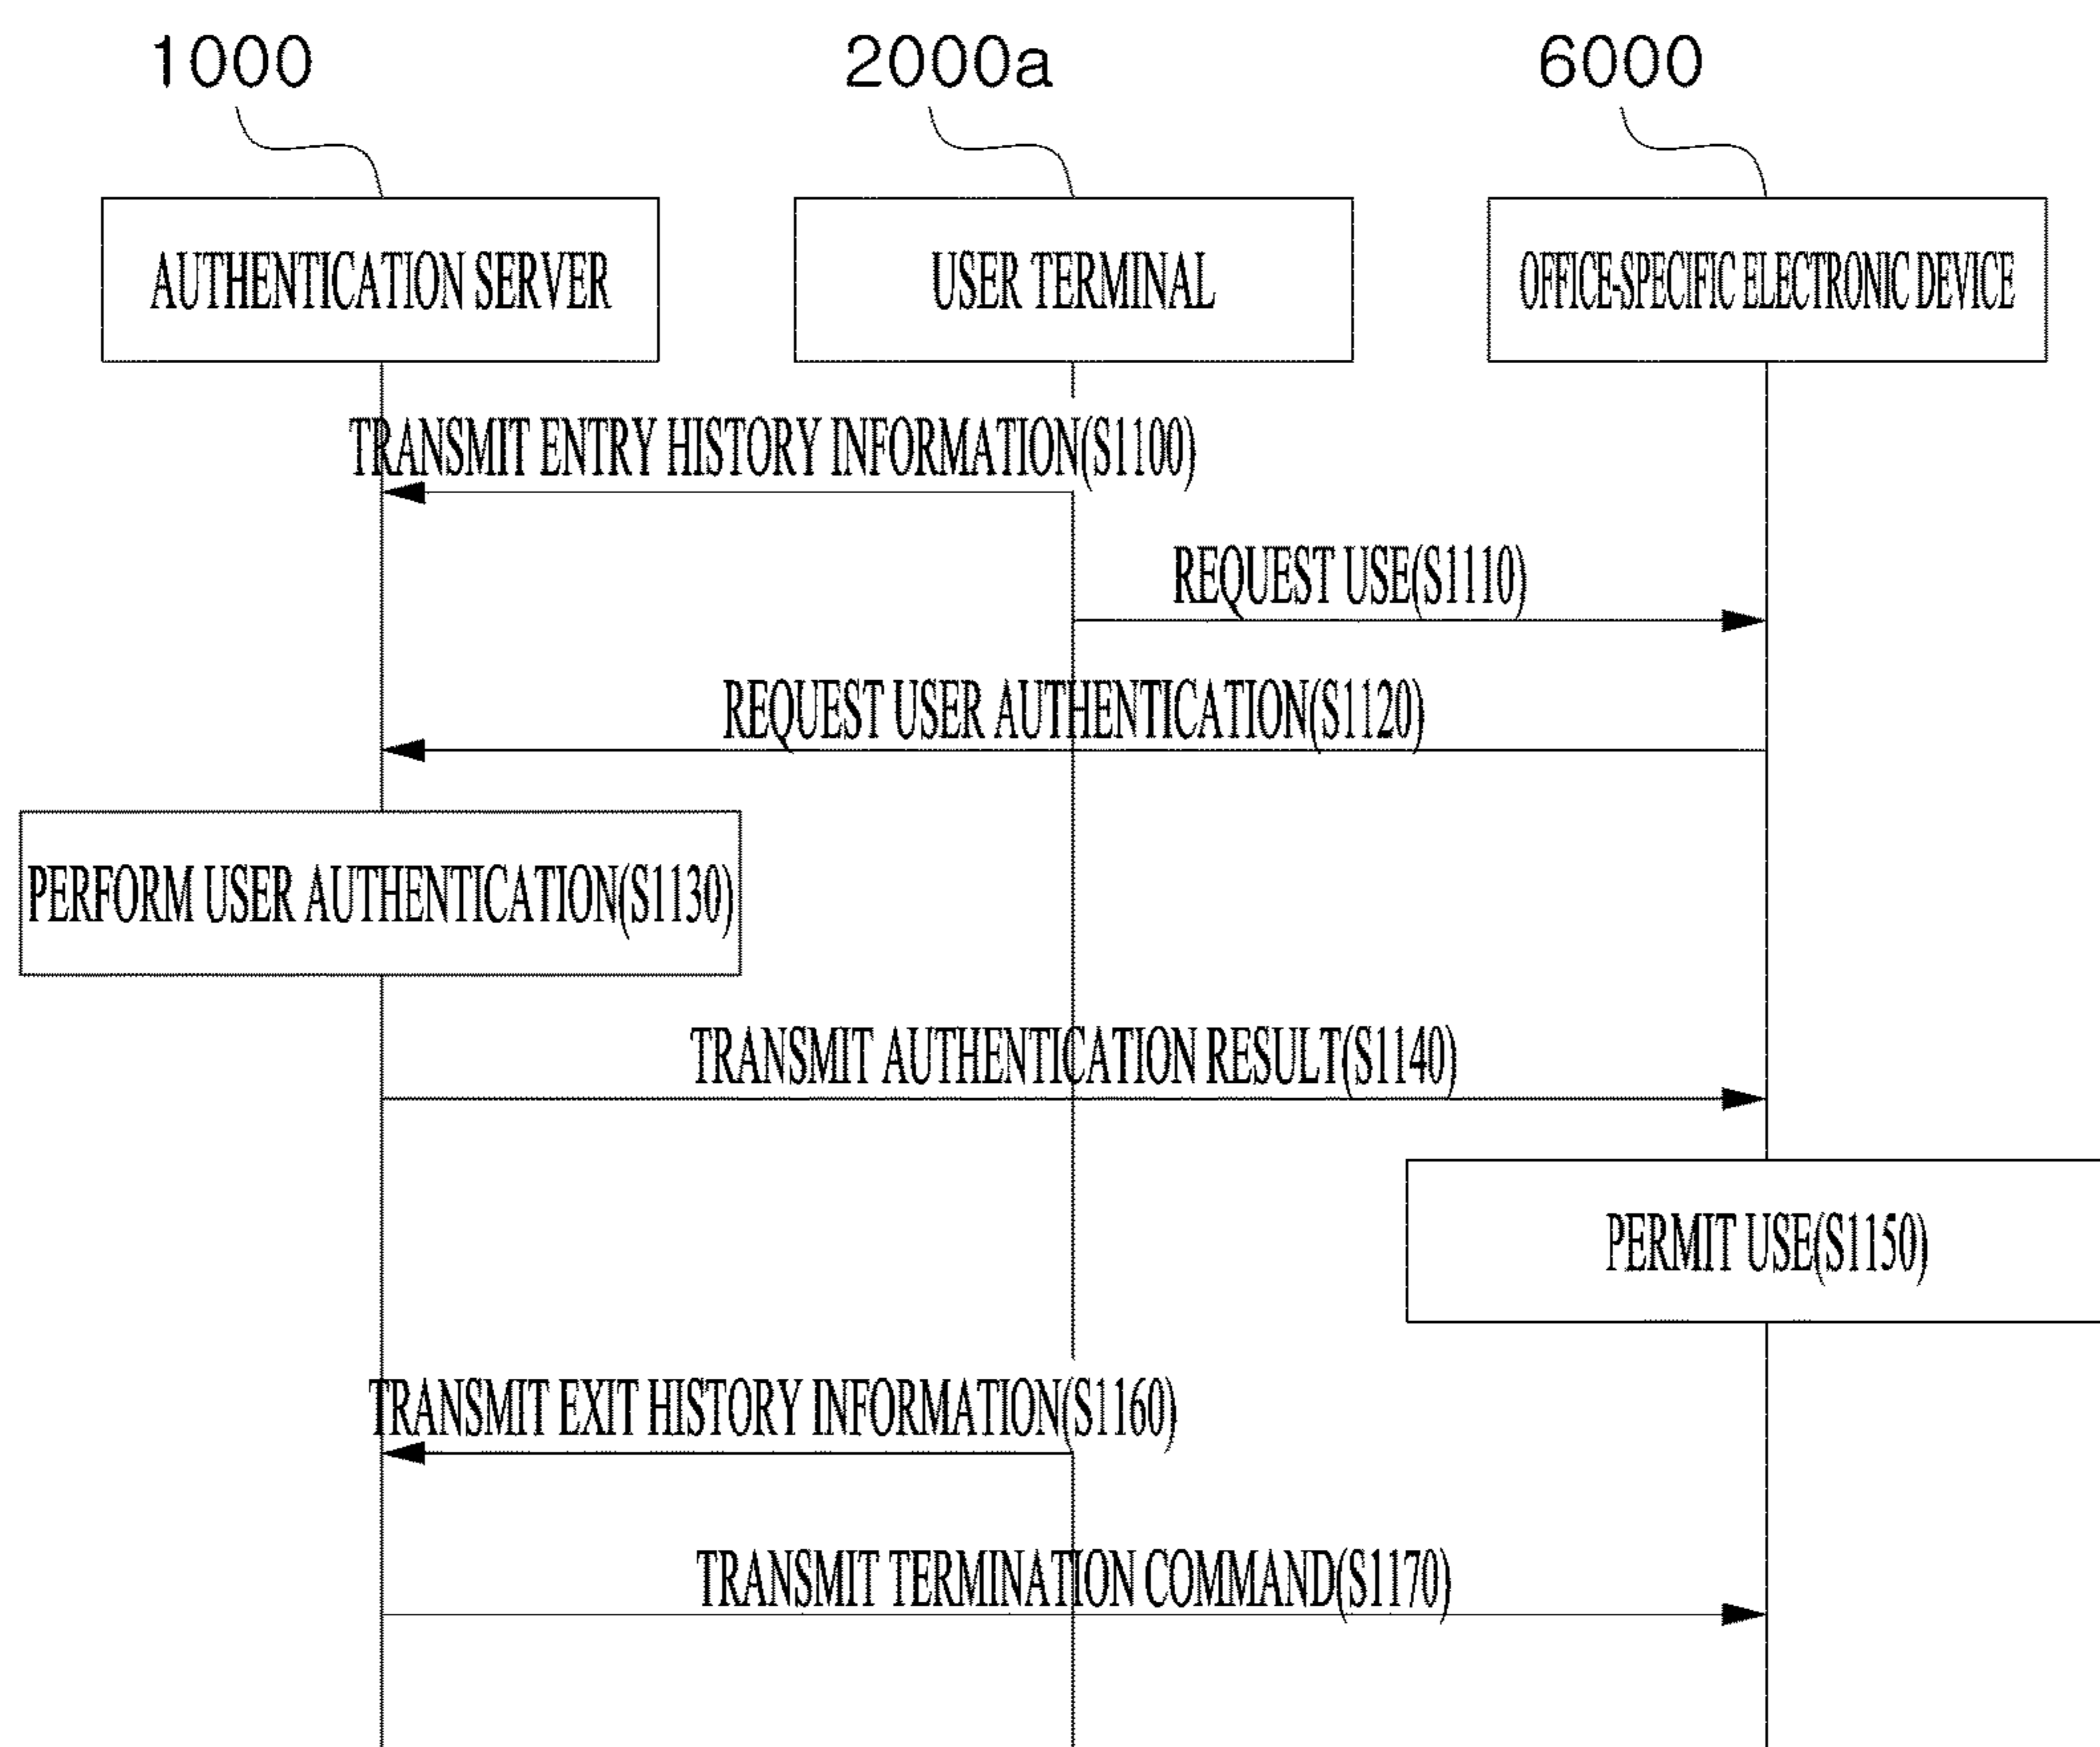 1000
2000a
6000
AUTHENTICATION SERVER
USER TERMINAL
OFFICE-SPECIFIC ELECTRONIC DEVICE
TRANSMIT ENTRY HISTORY INFORMATION(S1100)
REQUEST USE(S1110)
REQUEST USER AUTHENTICATION(S1120)
PERFORM USER AUTHENTICATION(S1130)
TRANSMIT AUTHENTICATION RESULT(S1140)
PERMIT USE(S1150)
TRANSMIT EXIT HISTORY INFORMATION(S1160)
TRANSMIT TERMINATION COMMAND(S1170)